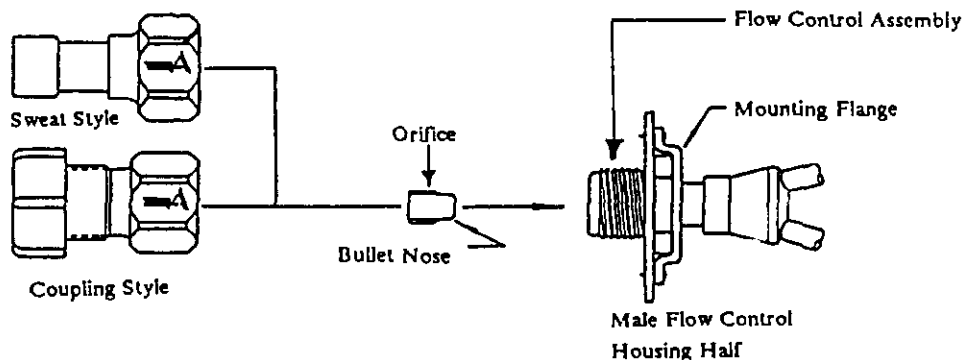 Flow Control Assembly
Mounting Flange
A
Sweat Style
Orifice
A
Bullet Nose
Coupling Style
Male Flow Control
Housing Half